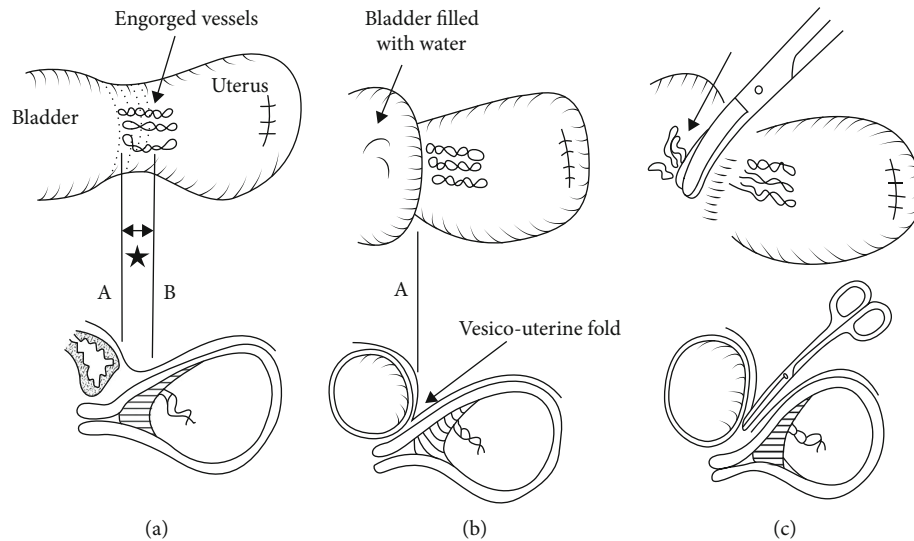 Engorged vessels
Bladder
Uterus
★
A
B
(a)
Bladder filled
with water
A
Vesico-uterine fold
(b)
(c)